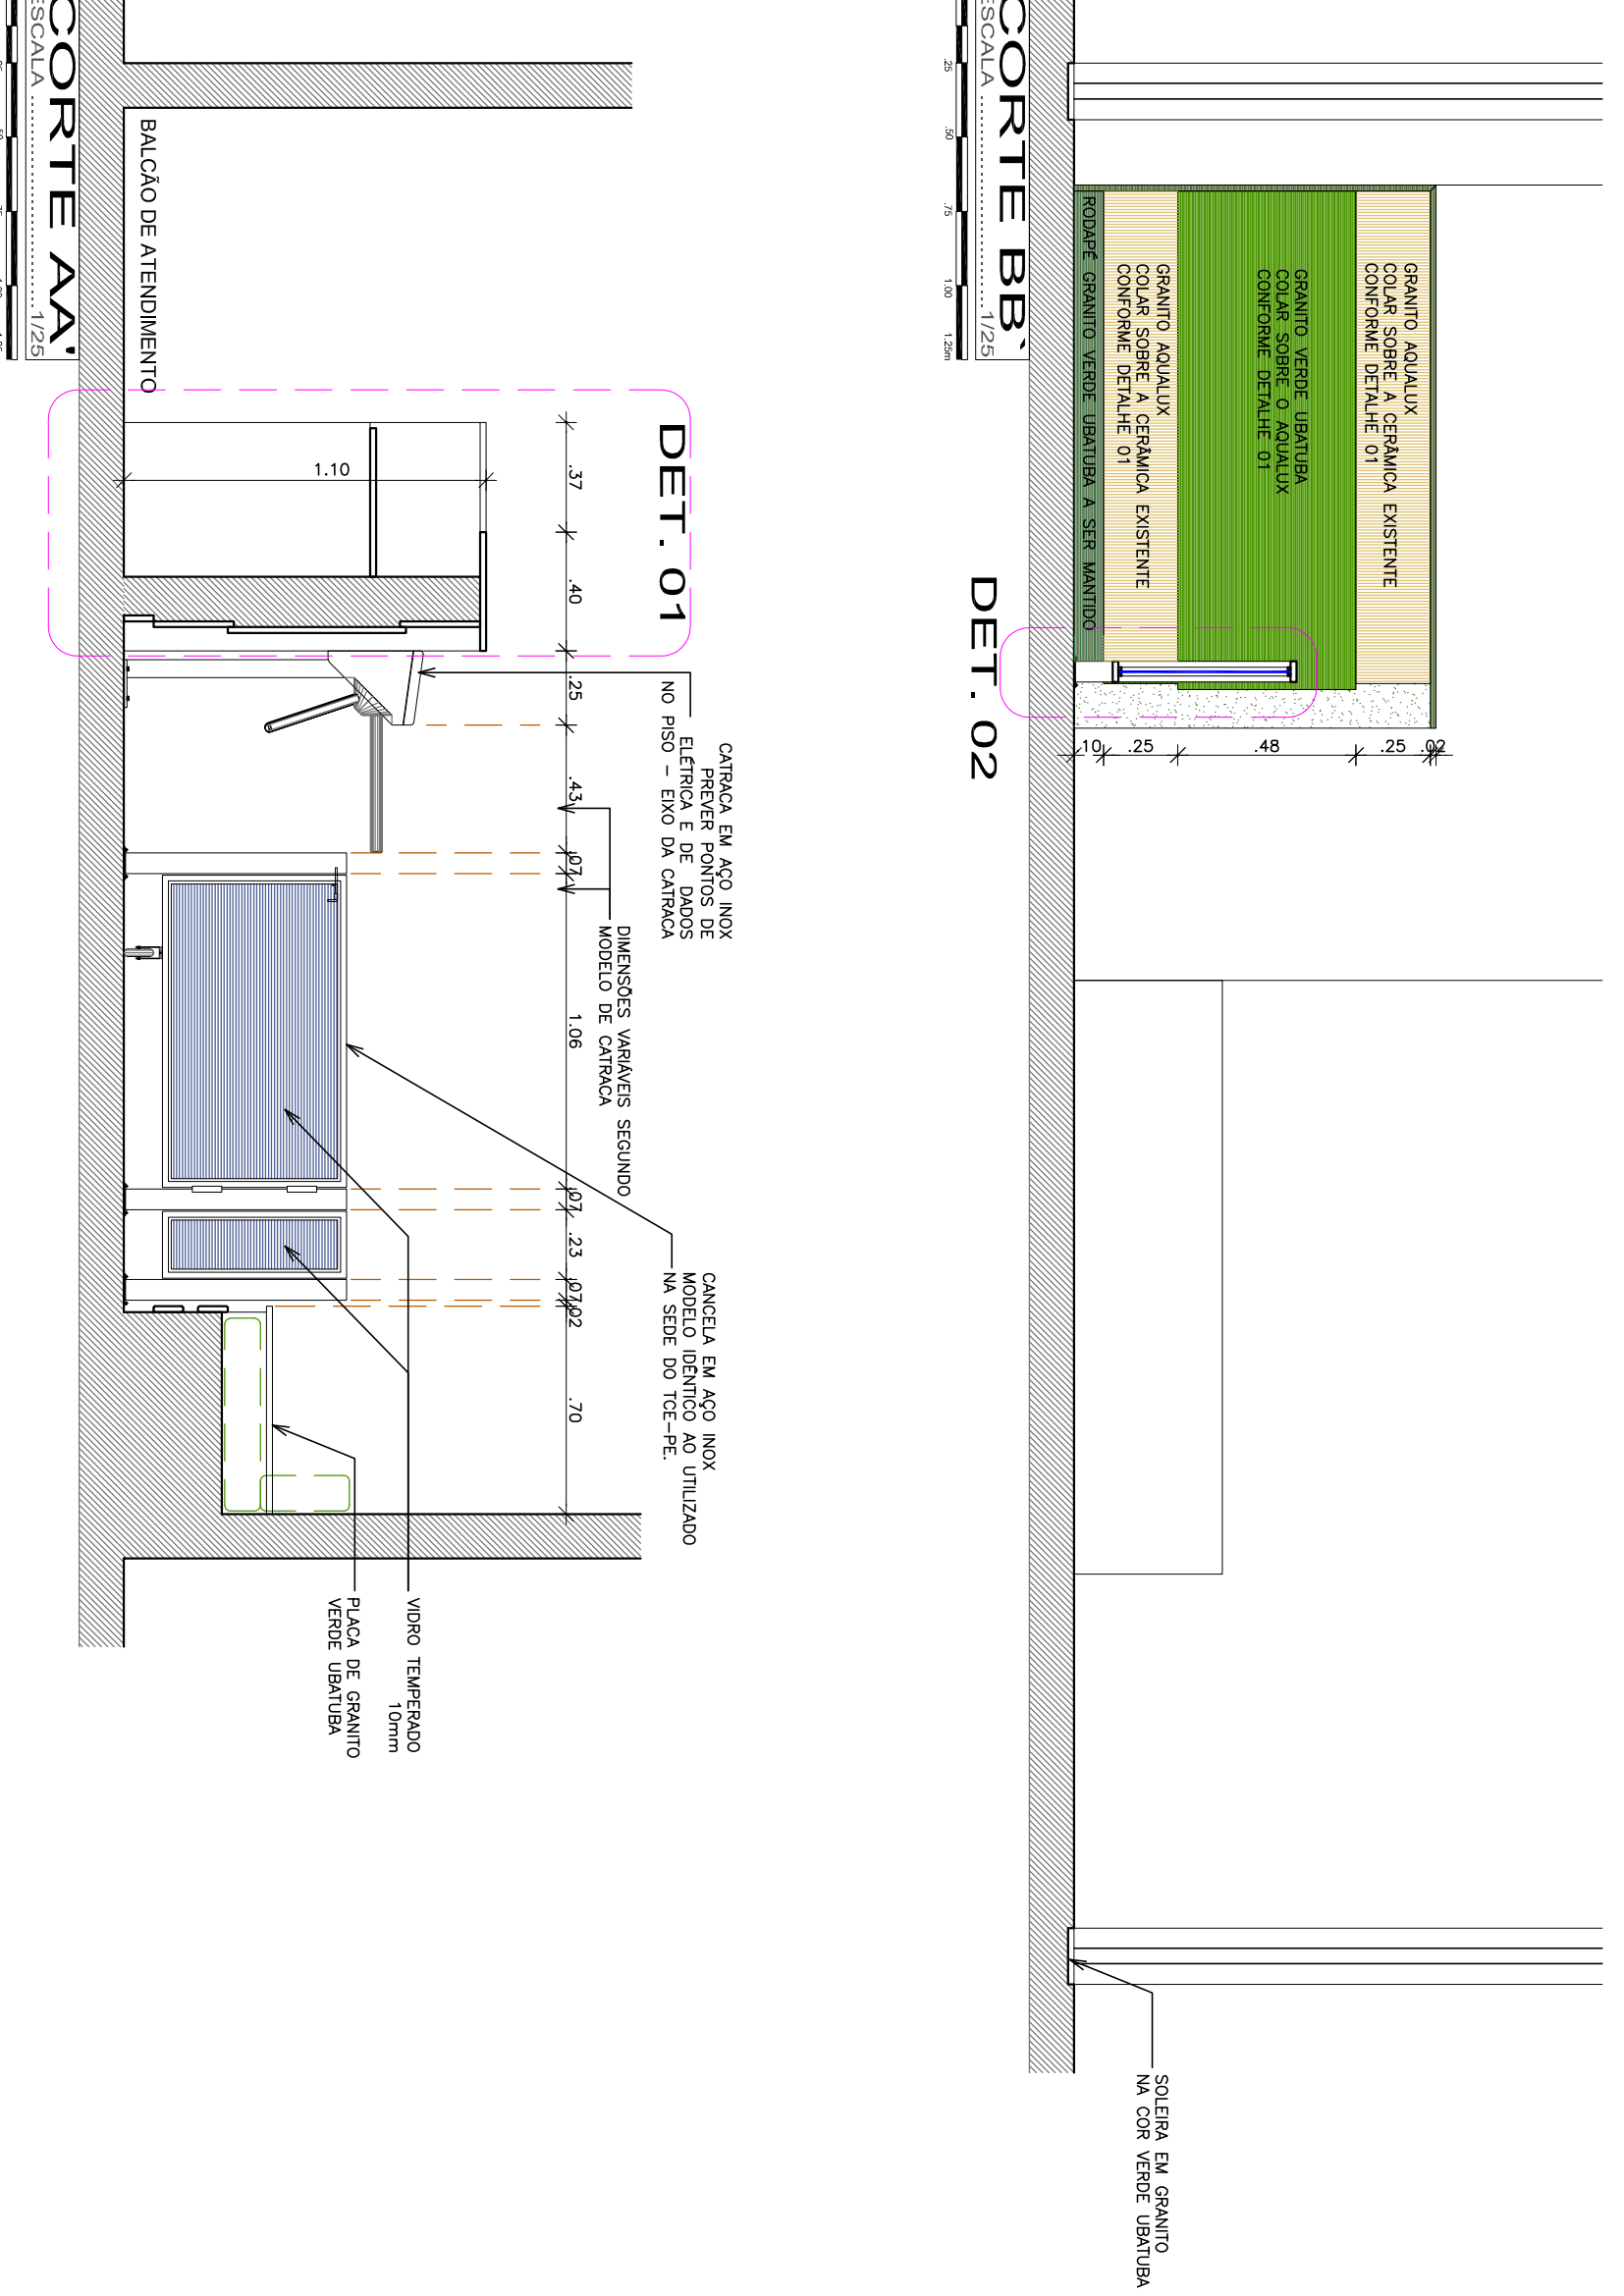 GRANITO AQUALUX
COLAR SOBRE A CERÂMICA EXISTENTE
CONFORME DETALHE 01
GRANITO VERDE UBATUBA
COLAR SOBRE O AQUALUX
CONFORME DETALHE 01
GRANITO AQUALUX
COLAR SOBRE A CERÂMICA EXISTENTE
CONFORME DETALHE 01
RODAPÉ GRANITO VERDE UBATUBA A SER MANTIDO
.02
.25
.48
.25
.10
SOLEIRA EM GRANITO
NA COR VERDE UBATUBA
CORTE BB'
ESCALA 1/25
.25 .50 .75 1.00 1.25m
DET. 02
DET. 01
CATRACA EM AÇO INOX
PREVER PONTOS DE
ELÉTRICA E DE DADOS
NO PISO - EIXO DA CATRACA
DIMENSÕES VARIÁVEIS SEGUNDO
MODELO DE CATRACA
CANCELA EM AÇO INOX
MODELO IDÊNTICO AO UTILIZADO
NA SEDE DO TCE-PE.
.37 .40 .25 .43 .07 1.06 .07 .23 .07 .02 .70
1.10
VIDRO TEMPERADO
10mm
PLACA DE GRANITO
VERDE UBATUBA
BALCÃO DE ATENDIMENTO
CORTE AA'
ESCALA 1/25